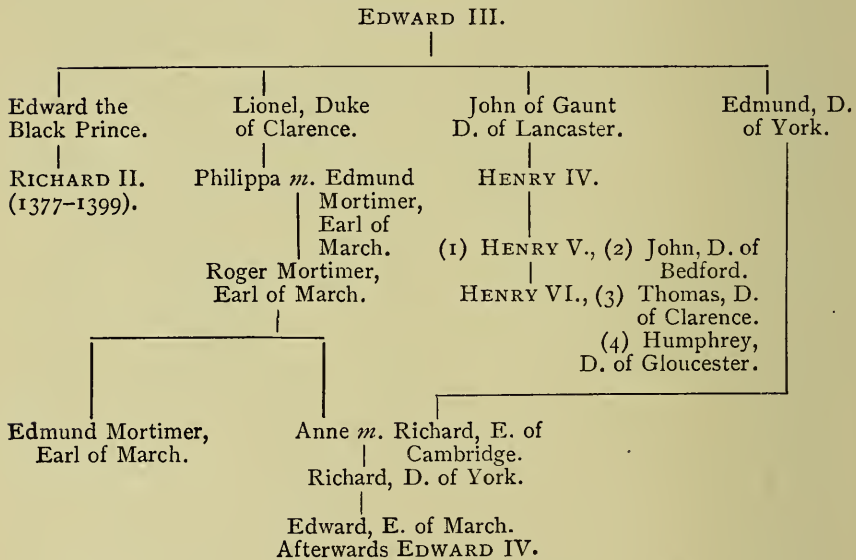 EDWARD III.
Edward the
Black Prince.
RICHARD II.
(1377–1399).
Lionel, Duke
of Clarence.
Philippa m. Edmund
Mortimer,
Earl of
March.
Roger Mortimer,
Earl of March.
John of Gaunt
D. of Lancaster.
HENRY IV.
(1) HENRY V., (2) John, D. of
Bedford.
HENRY VI., (3) Thomas, D.
of Clarence.
(4) Humphrey,
D. of Gloucester.
Edmund, D.
of York.
Edmund Mortimer,
Earl of March.
Anne m. Richard, E. of
Cambridge.
Richard, D. of York.
Edward, E. of March.
Afterwards EDWARD IV.